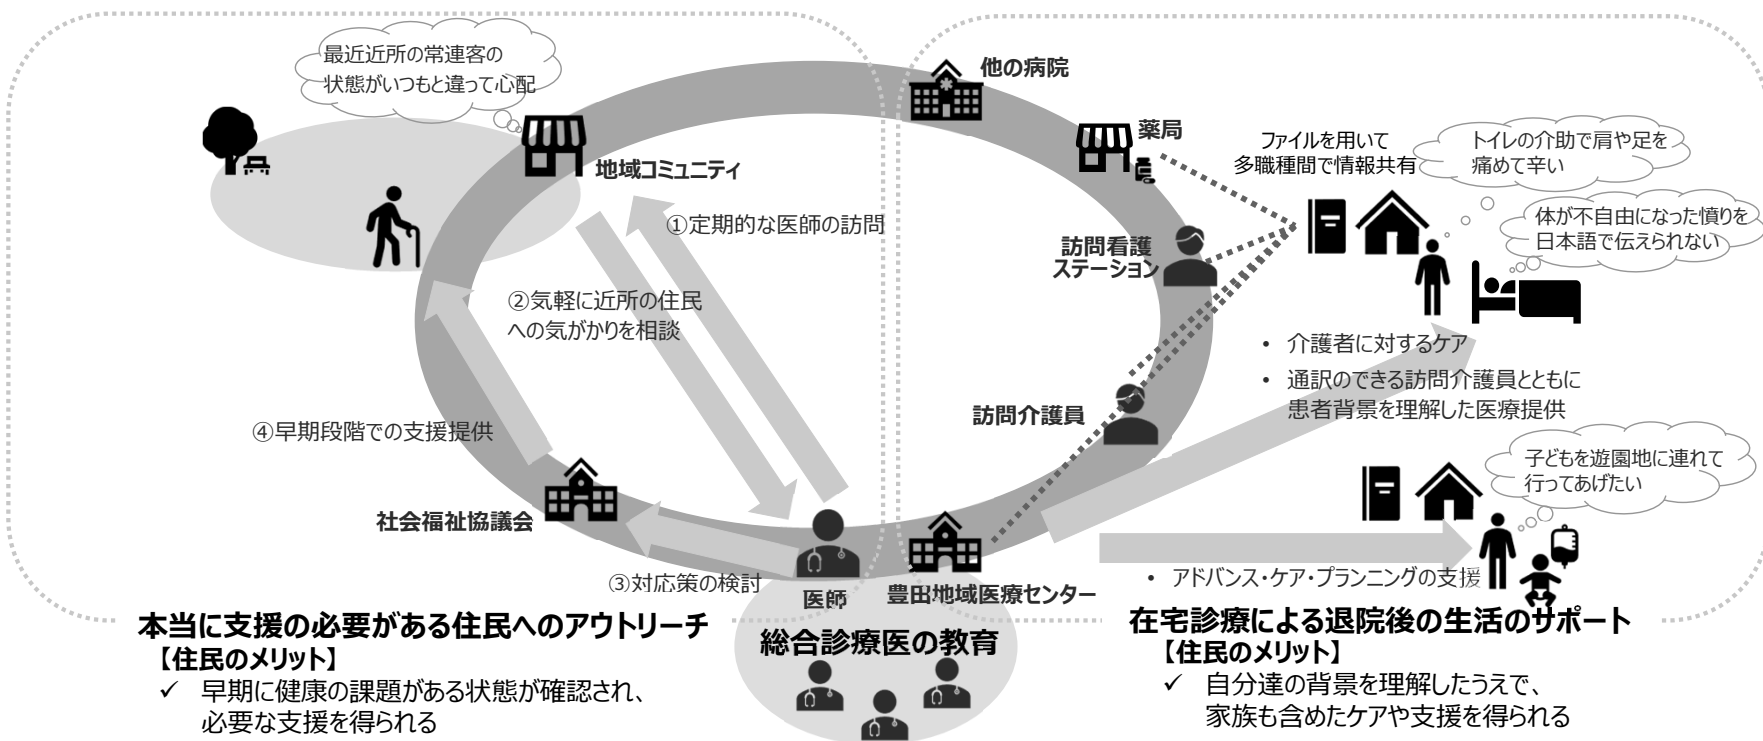 最近近所の常連客の
状態がいつもと違って心配
地域コミュニティ
①定期的な医師の訪問
②気軽に近所の住民
への気がかりを相談
④早期段階での支援提供
社会福祉協議会
③対応策の検討
医師
本当に支援の必要がある住民へのアウトリーチ
【住民のメリット】
✓ 早期に健康の課題がある状態が確認され、
必要な支援を得られる
総合診療医の教育
他の病院
薬局
訪問看護
ステーション
訪問介護員
豊田地域医療センター
ファイルを用いて
多職種間で情報共有
トイレの介助で肩や足を
痛めて辛い
体が不自由になった憤りを
日本語で伝えられない
• 介護者に対するケア
• 通訳のできる訪問介護員とともに
患者背景を理解した医療提供
子どもを遊園地に連れて
行ってあげたい
• アドバンス・ケア・プランニングの支援
在宅診療による退院後の生活のサポート
【住民のメリット】
✓ 自分達の背景を理解したうえで、
家族も含めたケアや支援を得られる